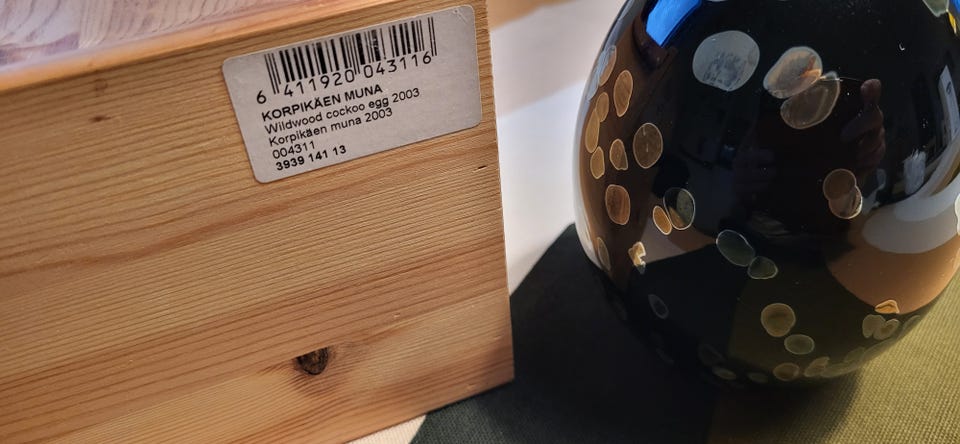 6 411920 043116
KORPIKÄEN MUNA
Wildwood cockoo egg 2003
Korpikäen muna 2003
004311
3939 141 13